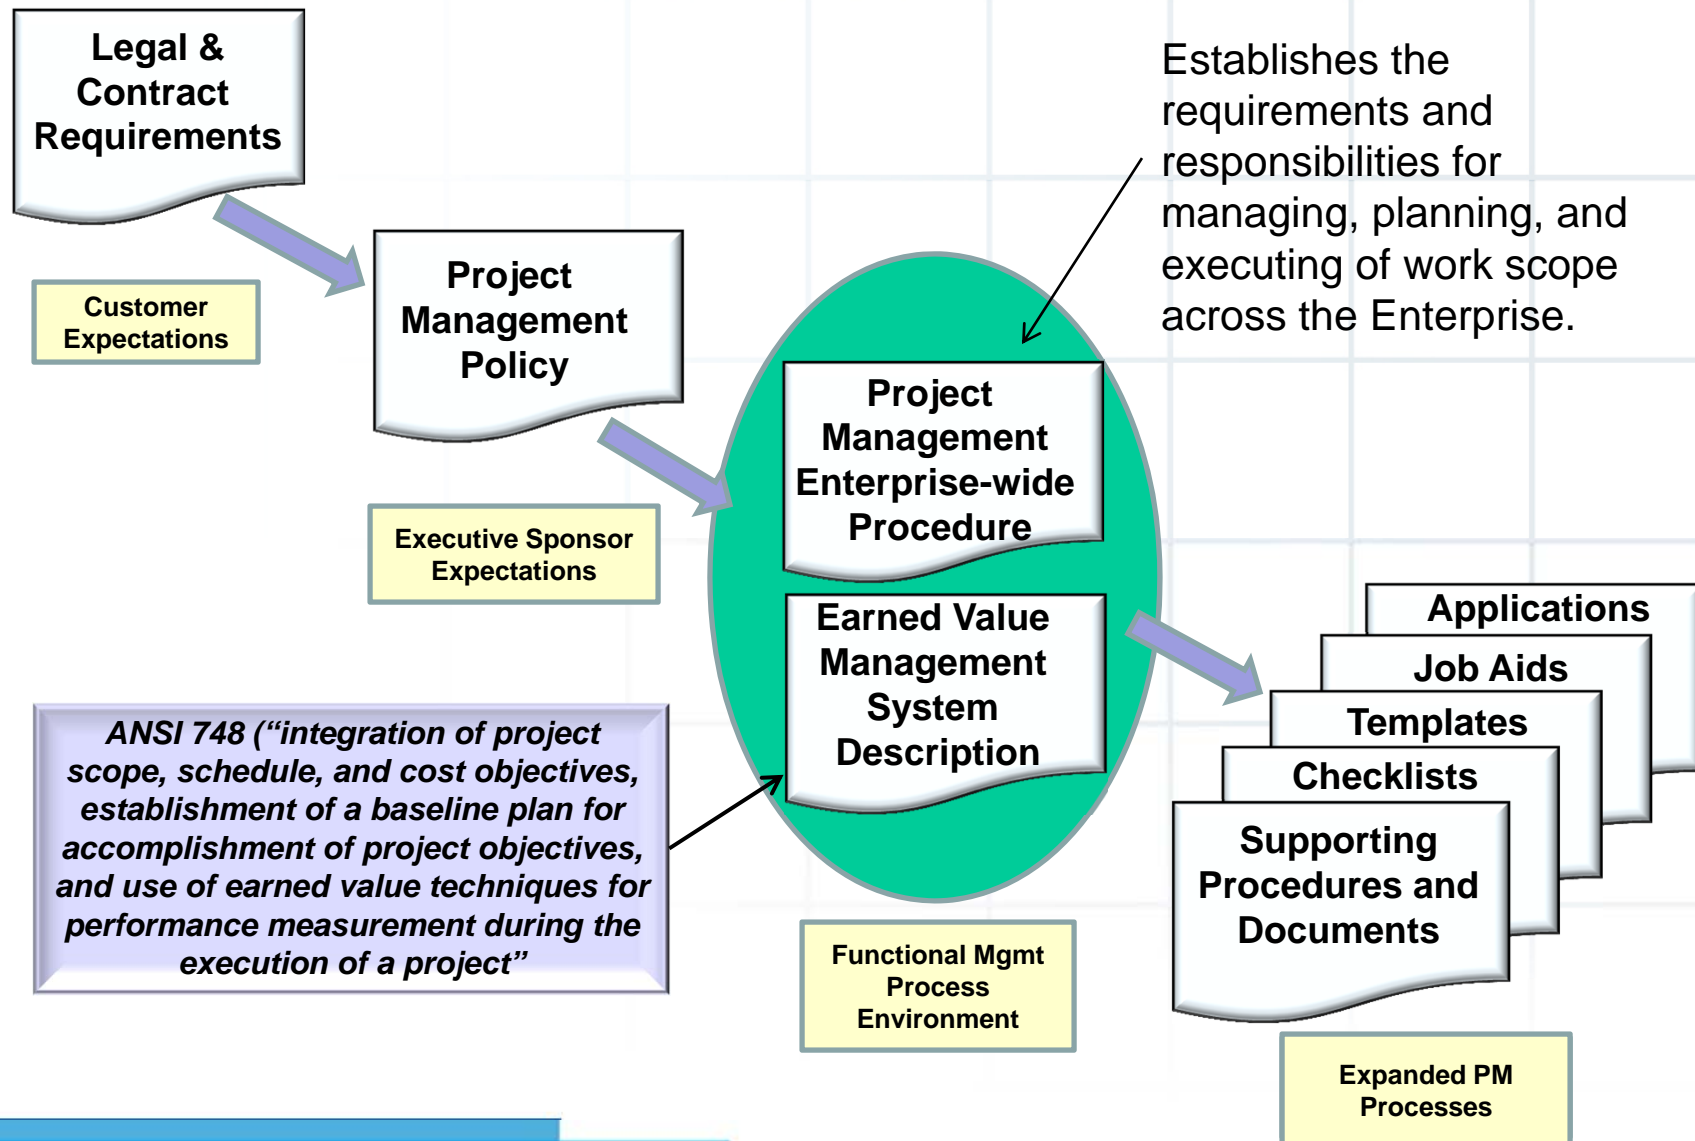 Legal &
Contract
Requirements
Customer
Expectations
Project
Management
Policy
Executive Sponsor
Expectations
Establishes the
requirements and
responsibilities for
managing, planning, and
executing of work scope
across the Enterprise.
Project
Management
Enterprise-wide
Procedure
Earned Value
Management
System
Description
ANSI 748 (“integration of project
scope, schedule, and cost objectives,
establishment of a baseline plan for
accomplishment of project objectives,
and use of earned value techniques for
performance measurement during the
execution of a project”
Functional Mgmt
Process
Environment
Applications
Job Aids
Templates
Checklists
Supporting
Procedures and
Documents
Expanded PM
Processes